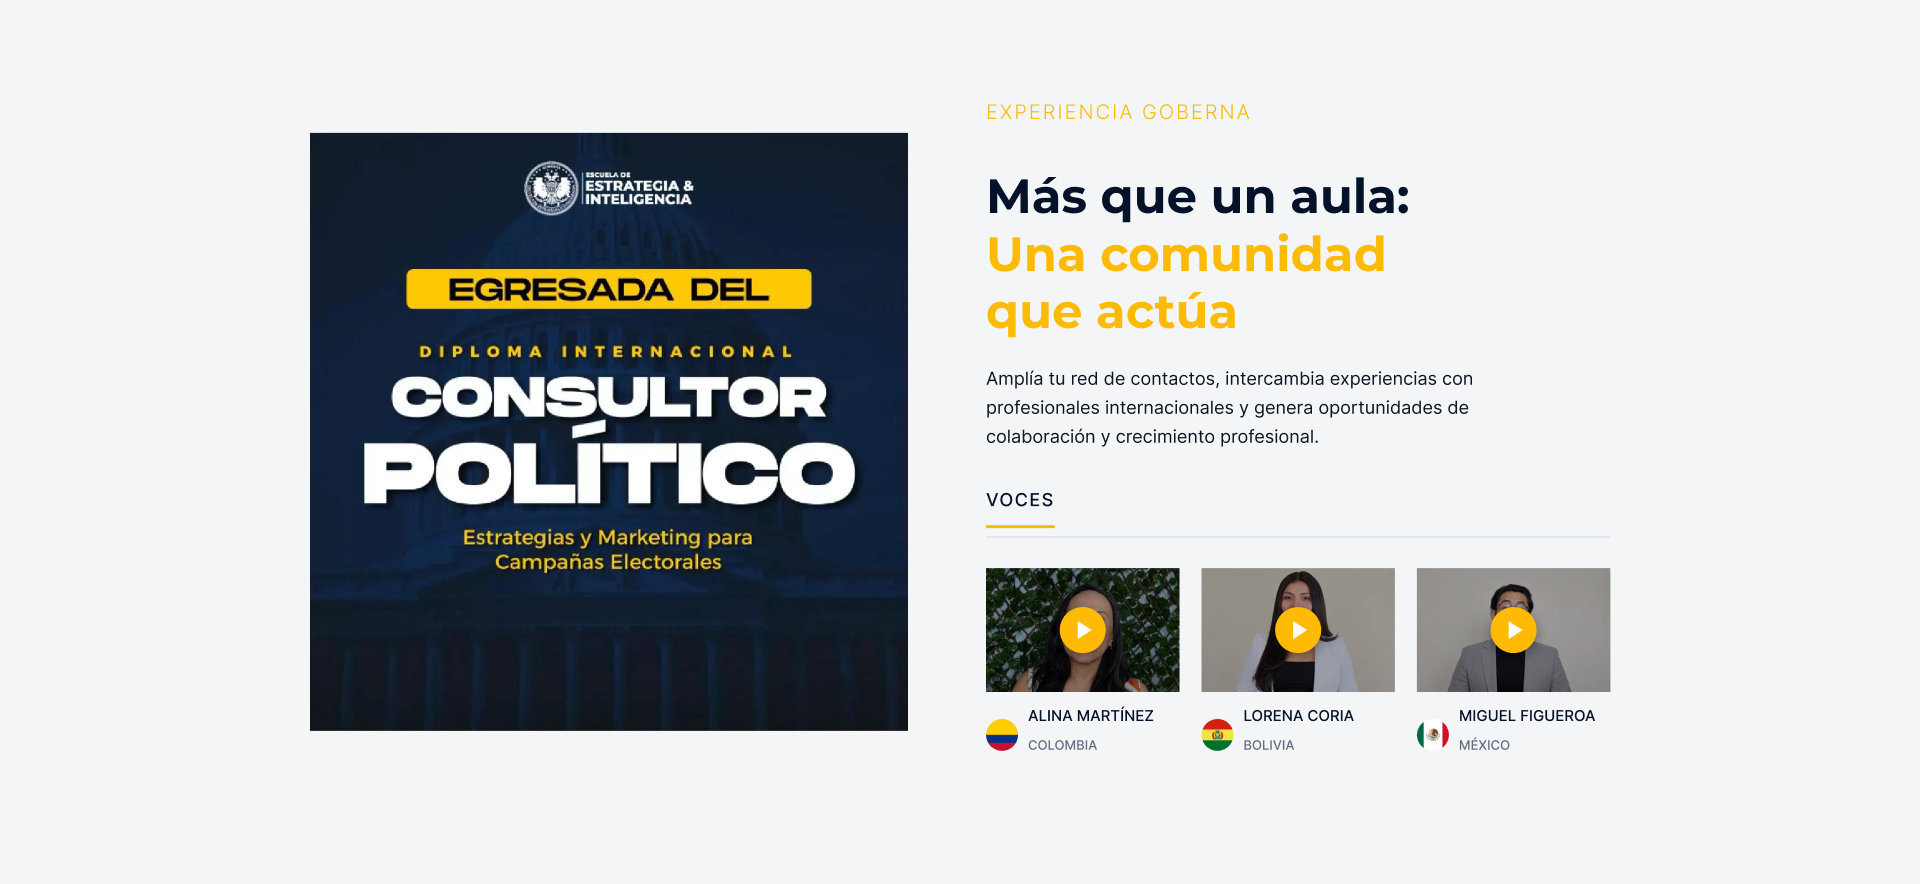 ESCUELA DE
ESTRATEGIA &
INTELIGENCIA
EGRESADA DEL
DIPLOMA INTERNACIONAL
CONSULTOR
POLÍTICO
Estrategias y Marketing para
Campañas Electorales
EXPERIENCIA GOBERNA
Más que un aula:
Una comunidad
que actúa
Amplía tu red de contactos, intercambia experiencias con
profesionales internacionales y genera oportunidades de
colaboración y crecimiento profesional.
VOCES
ALINA MARTÍNEZ
COLOMBIA
LORENA CORIA
BOLIVIA
MIGUEL FIGUEROA
MÉXICO